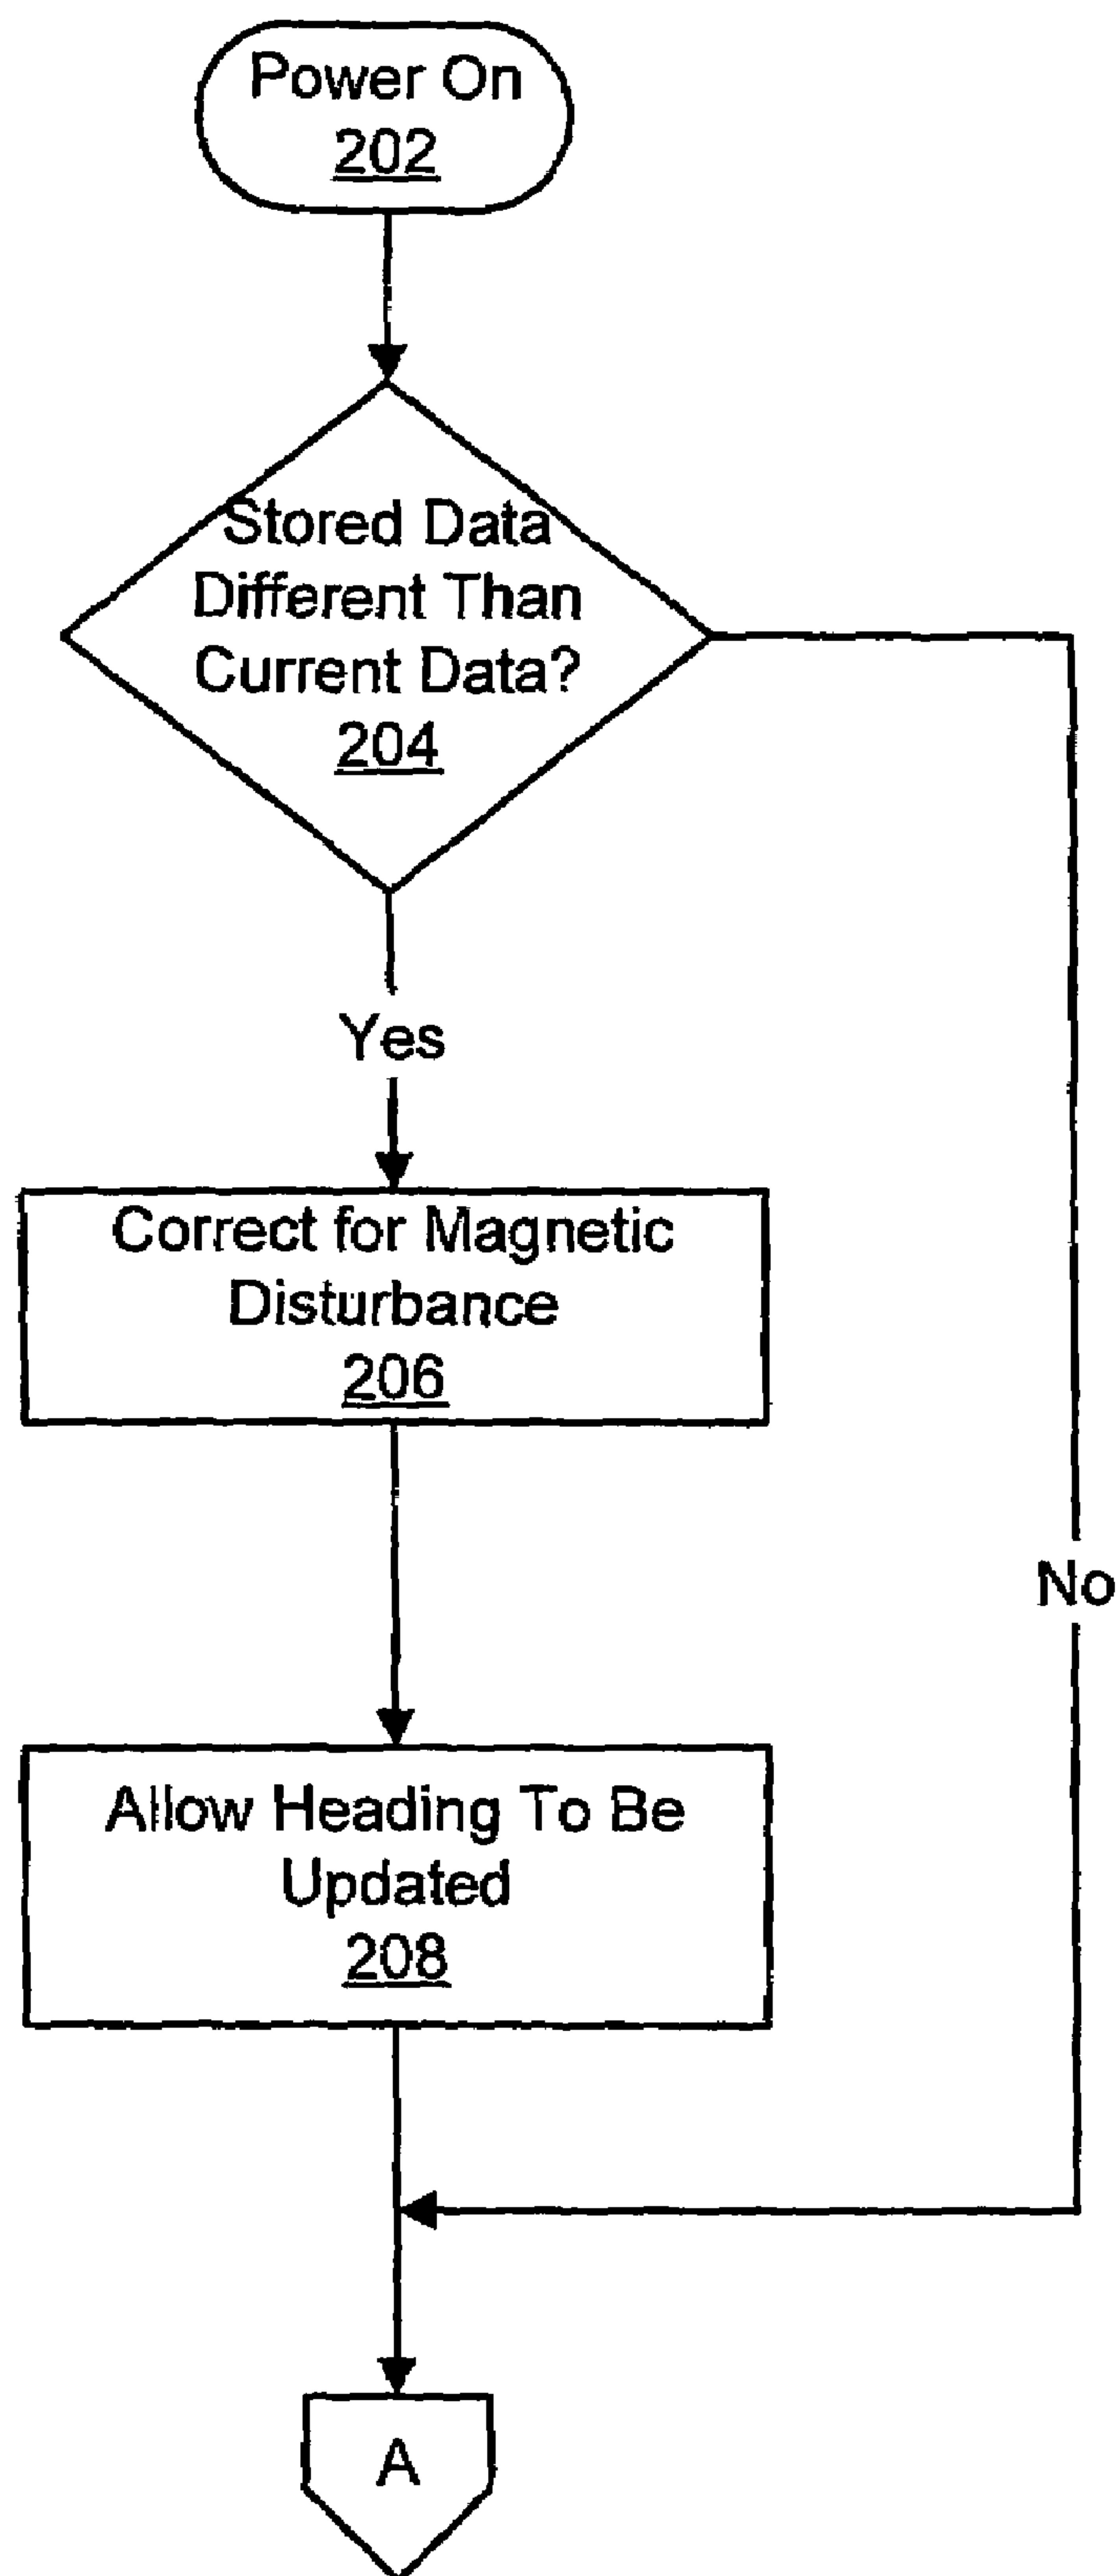 Power On
202
Stored Data
Different Than
Current Data?
204
Yes
Correct for Magnetic
Disturbance
206
No
Allow Heading To Be
Updated
208
A